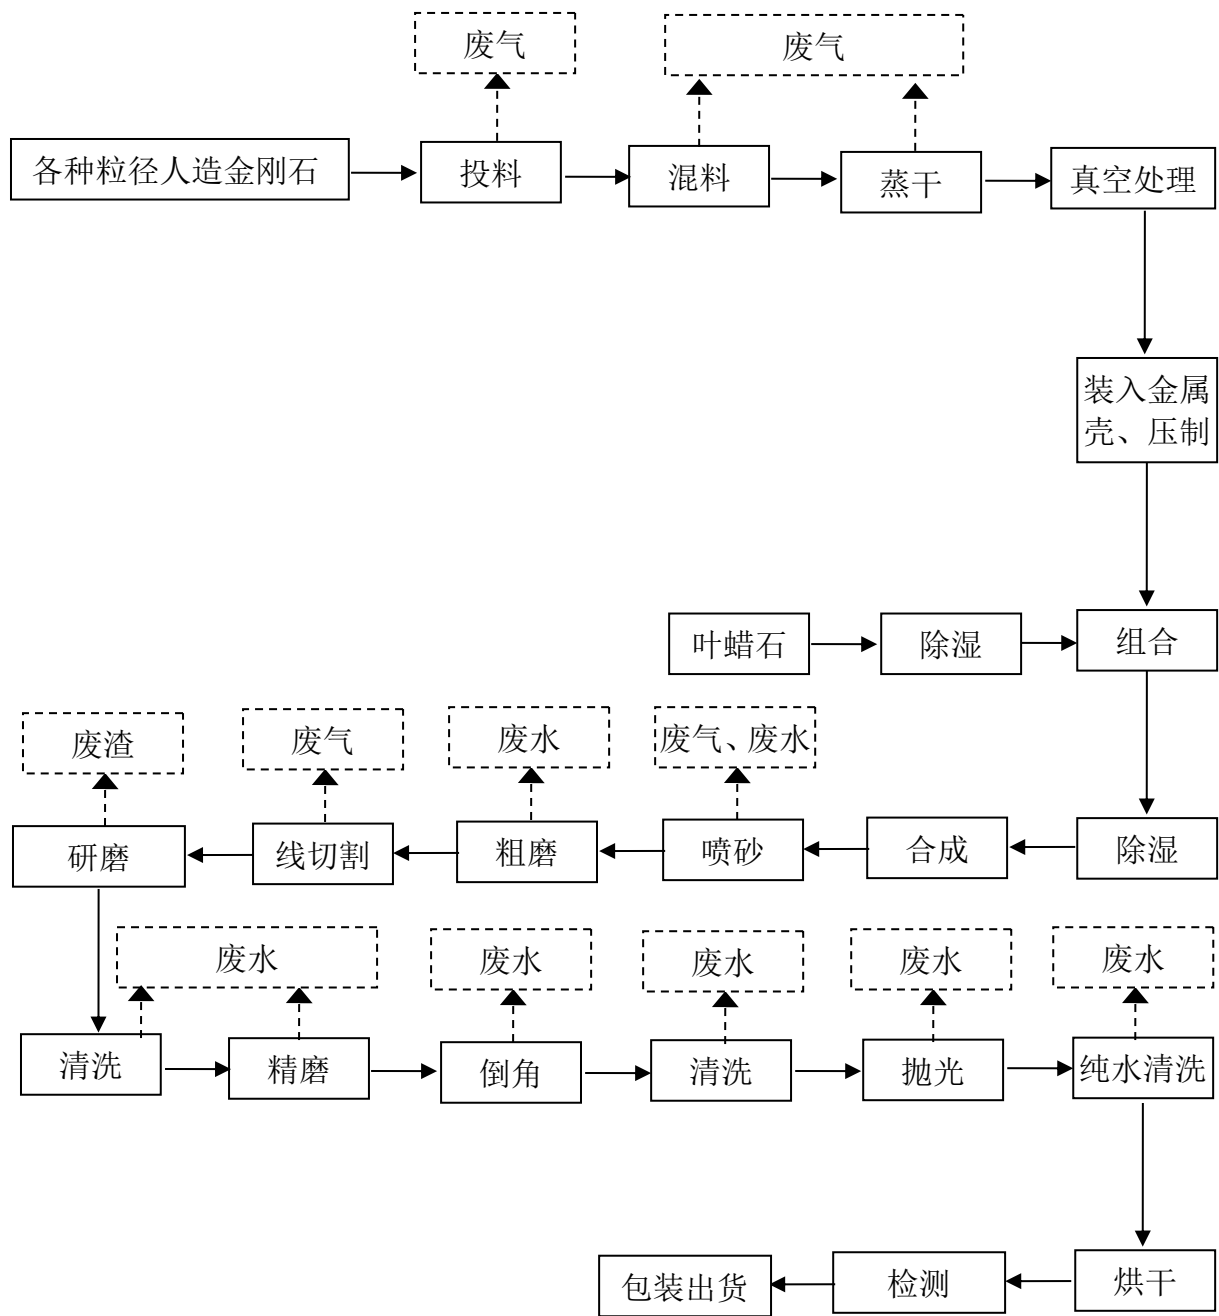 废气
废气
各种粒径人造金刚石
投料
混料
蒸干
真空处理
装入金属
壳、压制
叶蜡石
除湿
组合
废渣
废气
废水
废气、废水
研磨
线切割
粗磨
喷砂
合成
除湿
废水
废水
废水
废水
废水
清洗
精磨
倒角
清洗
抛光
纯水清洗
包装出货
检测
烘干